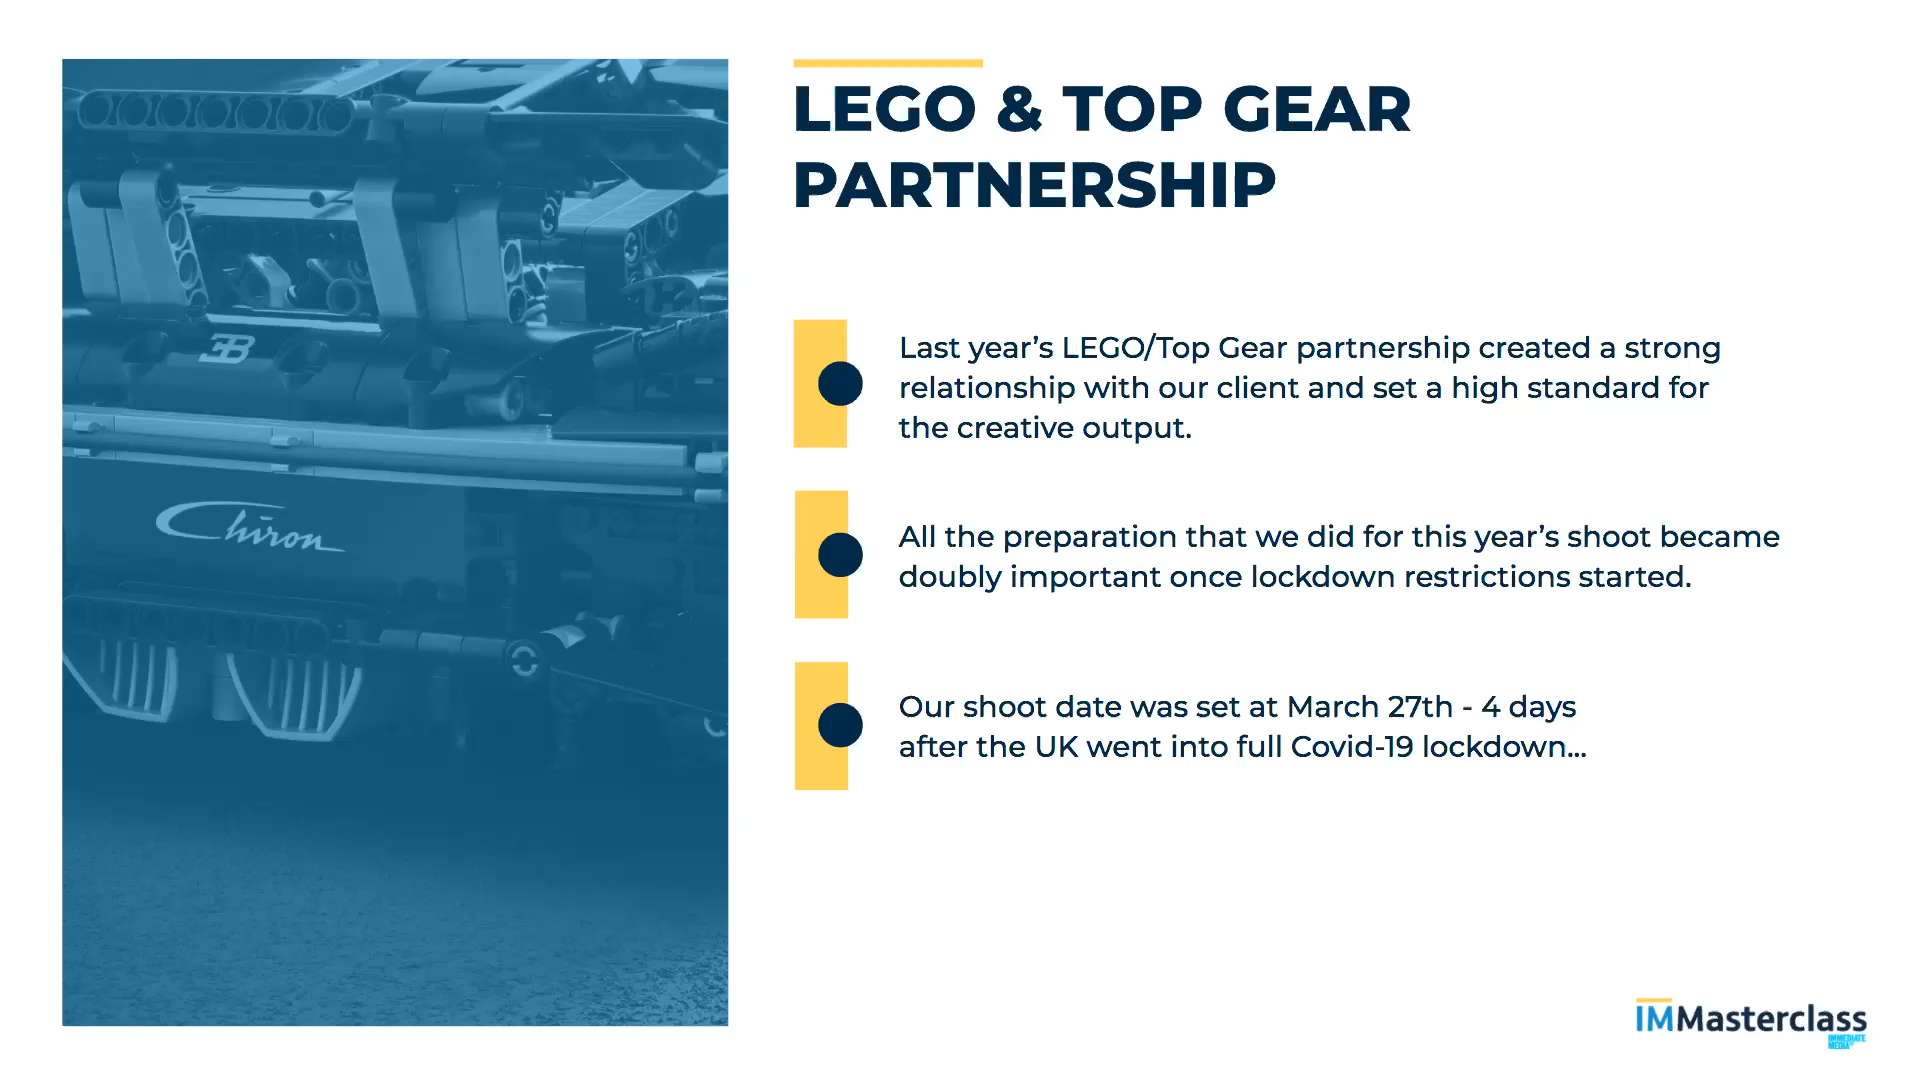 LEGO & TOP GEAR
PARTNERSHIP
Last year’s LEGO/Top Gear partnership created a strong
relationship with our client and set a high standard for
the creative output.
All the preparation that we did for this year’s shoot became
doubly important once lockdown restrictions started.
Our shoot date was set at March 27th - 4 days
after the UK went into full Covid-19 lockdown...
EB
Chiron
IMMasterclass
IMMEDIATE
MEDIA